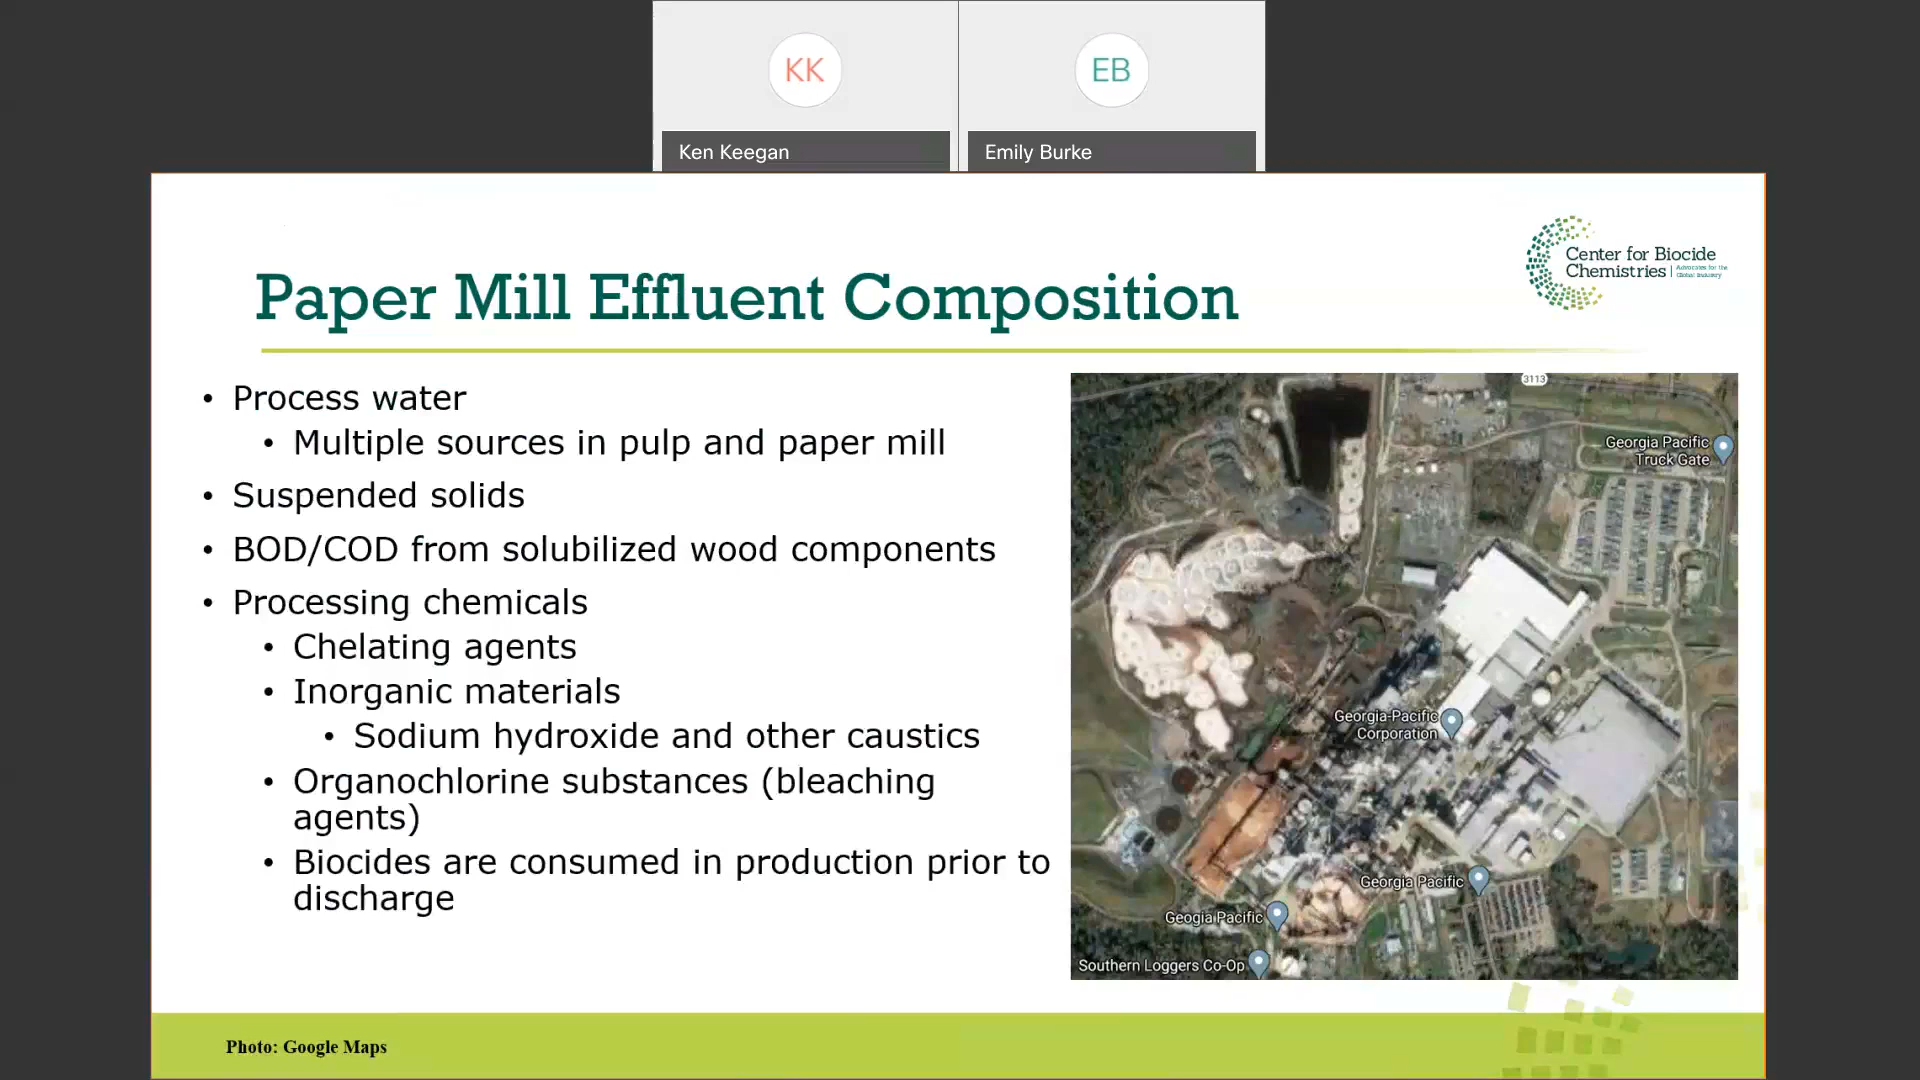 KK
EB
Ken Keegan
Emily Burke
Paper Mill Effluent Composition
Center for Biocide
Chemistries | Advocates for the
Global Industry
• Process water
• Multiple sources in pulp and paper mill
• Suspended solids
• BOD/COD from solubilized wood components
• Processing chemicals
• Chelating agents
• Inorganic materials
• Sodium hydroxide and other caustics
• Organochlorine substances (bleaching
agents)
• Biocides are consumed in production prior to
discharge
3113
Georgia Pacific
Truck Gate
Georgia-Pacific
Corporation
Georgia Pacific
Geogia Pacific
Southern Loggers Co-Op
Photo: Google Maps